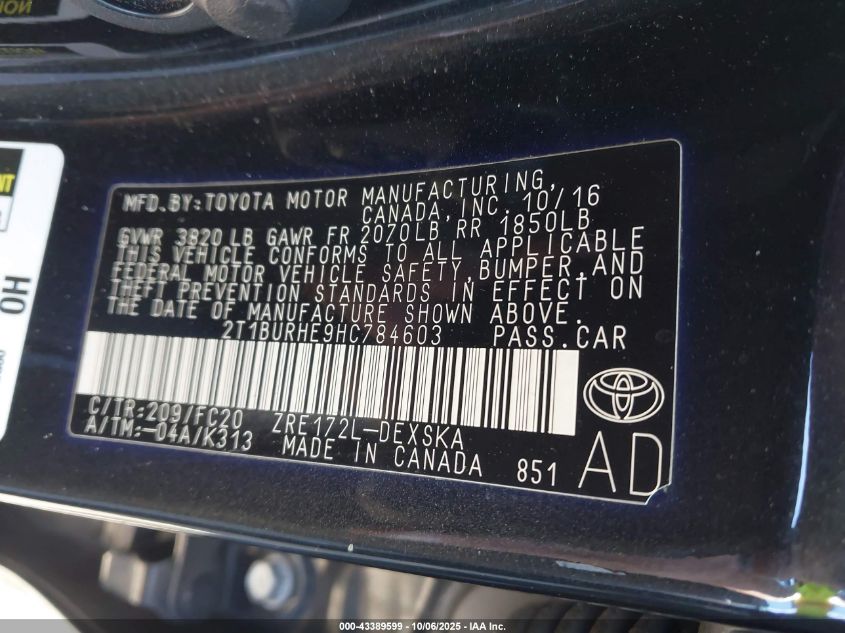 MFD.BY:TOYOTA MOTOR MANUFACTURING,
CANADA, INC. 10/16
GVWR 3820 LB GAWR FR 2070LB RR 1850LB
THIS VEHICLE CONFORMS TO ALL APPLICABLE
FEDERAL MOTOR VEHICLE SAFETY, BUMPER, AND
THEFT PREVENTION STANDARDS IN EFFECT ON
THE DATE OF MANUFACTURE SHOWN ABOVE.
2T1BURHE9HC784603 PASS.CAR
C/TR:209/FC20 ZRE172L-DEXSKA
A/TM:-04A/K313 MADE IN CANADA 851 AD
OH
000-43389599 • 10/06/2025 • IAA Inc.